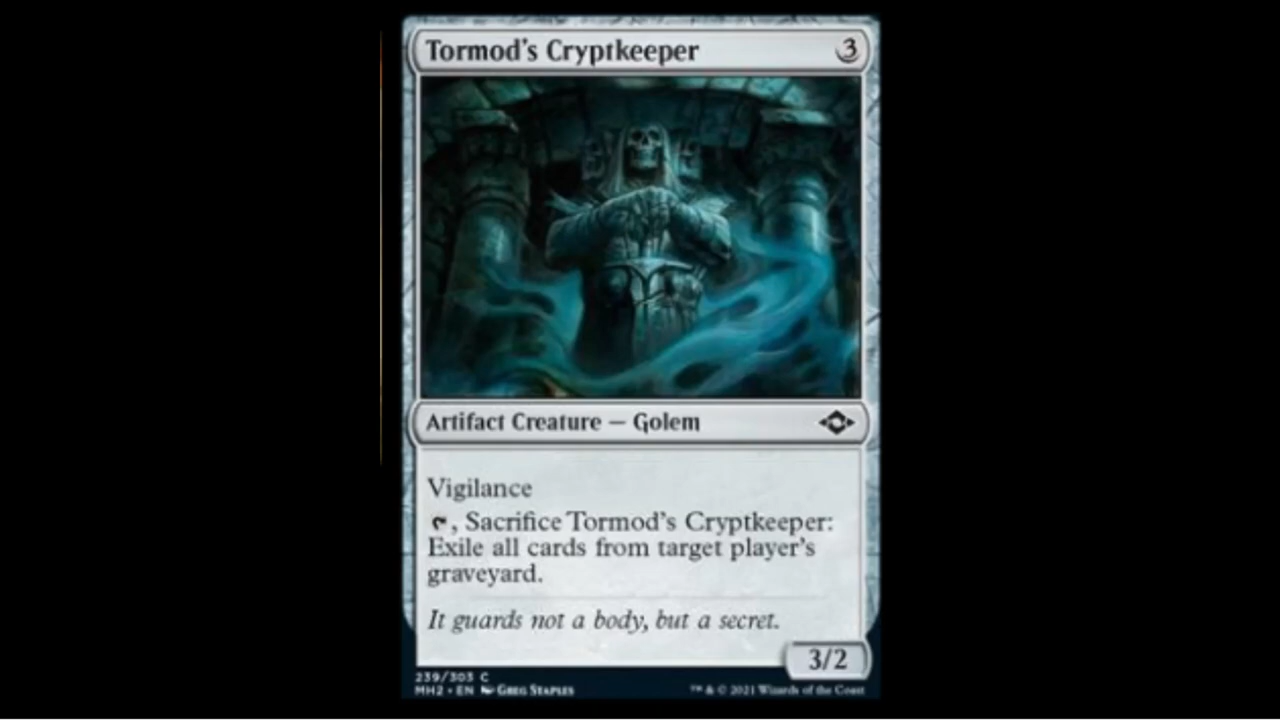 Tormod's Cryptkeeper 3
Artifact Creature — Golem
Vigilance
, Sacrifice Tormod's Cryptkeeper:
Exile all cards from target player's
graveyard.
It guards not a body, but a secret.
3/2
239/303 C
MH2 • EN Greg Staples ™ & © 2021 Wizards of the Coast